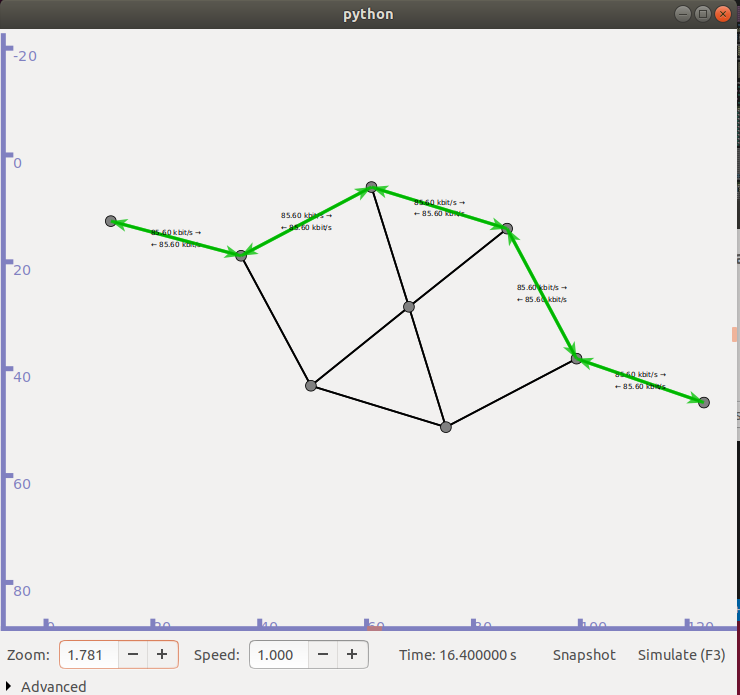 python
-20
0
20
40
60
80
85.60 kbit/s →
← 85.60 kbit/s
85.60 kbit/s →
← 85.60 kbit/s
85.60 kbit/s →
← 85.60 kbit/s
85.60 kbit/s →
← 85.60 kbit/s
85.60 kbit/s →
← 85.60 kbit/s
0 20 40 60 80 100 120
Zoom: 1.781 − + Speed: 1.000 − + Time: 16.400000 s Snapshot Simulate (F3)
Advanced